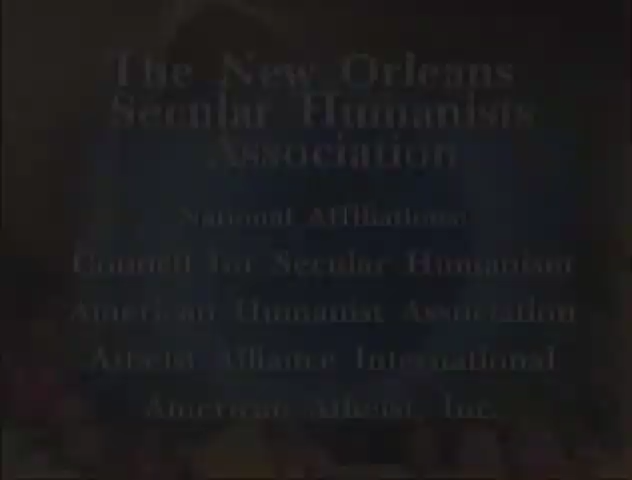 The New Orleans
Secular Humanists
Association
National Affiliations:
Council for Secular Humanism
American Humanist Association
Atheist Alliance International
American Atheist, Inc.